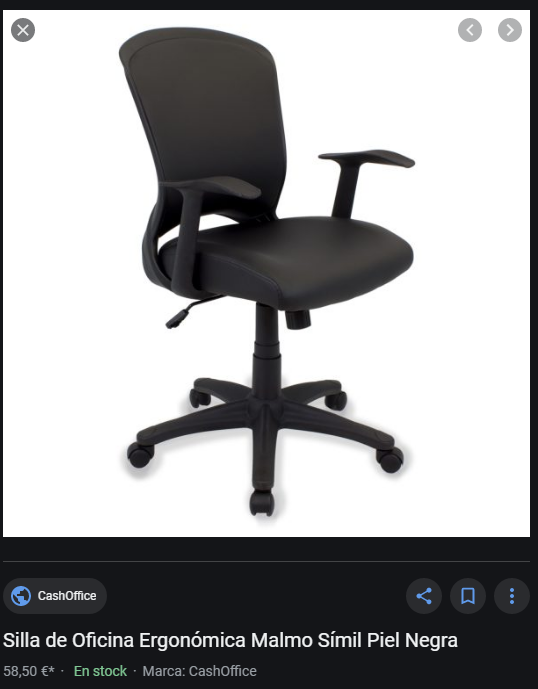 CashOffice
Silla de Oficina Ergonómica Malmo Símil Piel Negra
58,50 €* · En stock · Marca: CashOffice